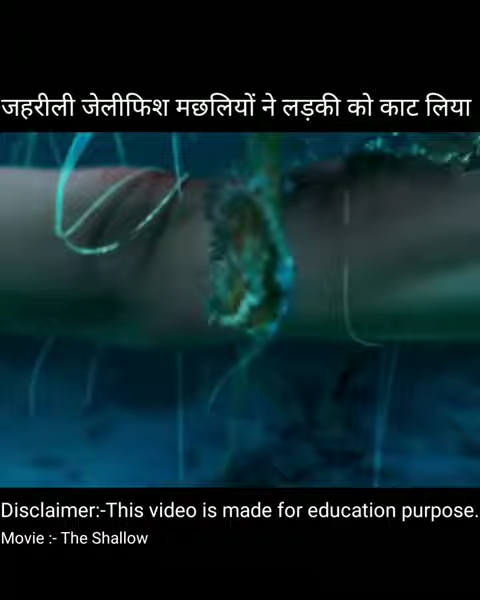 जहरीली जेलीफिश मछलियों ने लड़की को काट लिया
Disclaimer:-This video is made for education purpose.
Movie :- The Shallow